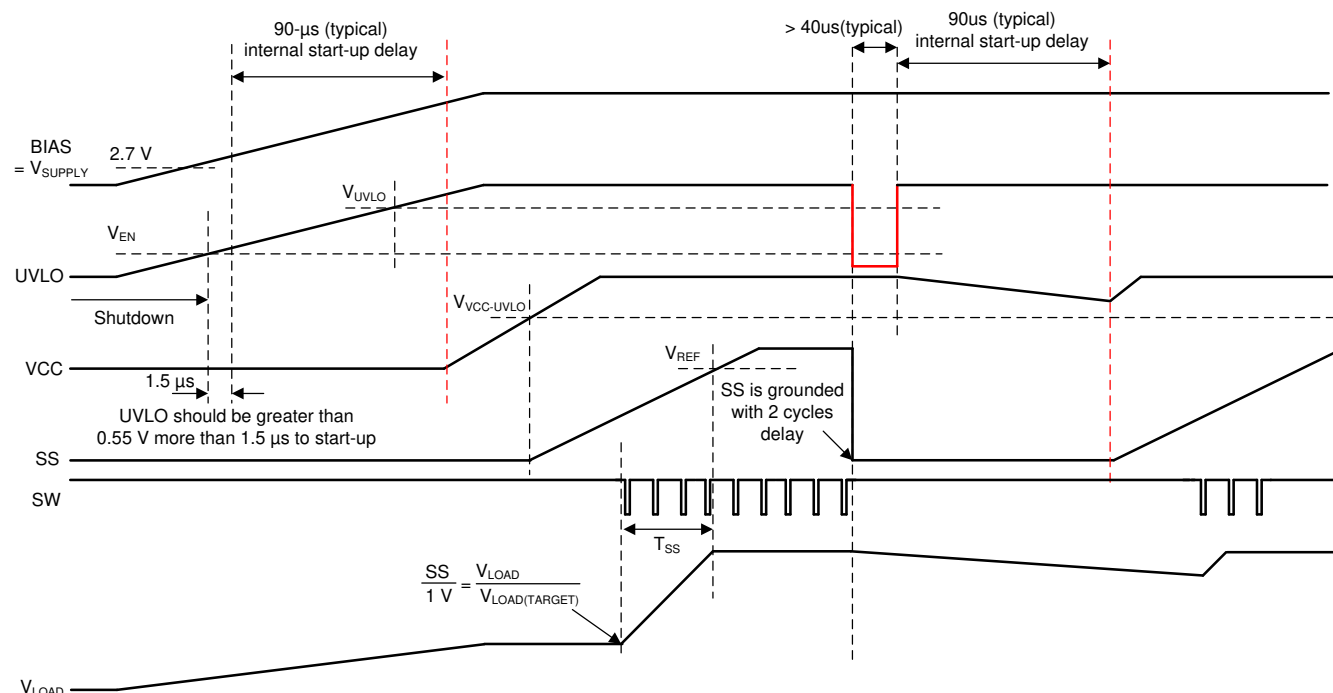 90-µs (typical)
internal start-up delay
> 40us(typical)
90us (typical)
internal start-up delay
BIAS
= VSUPPLY
2.7 V
VUVLO
VEN
UVLO
Shutdown
VVCC-UVLO
VCC
1.5 µs
UVLO should be greater than
0.55 V more than 1.5 µs to start-up
VREF
SS is grounded
with 2 cycles
delay
SS
SW
TSS
SS
1 V
=
VLOAD
VLOAD(TARGET)
VLOAD